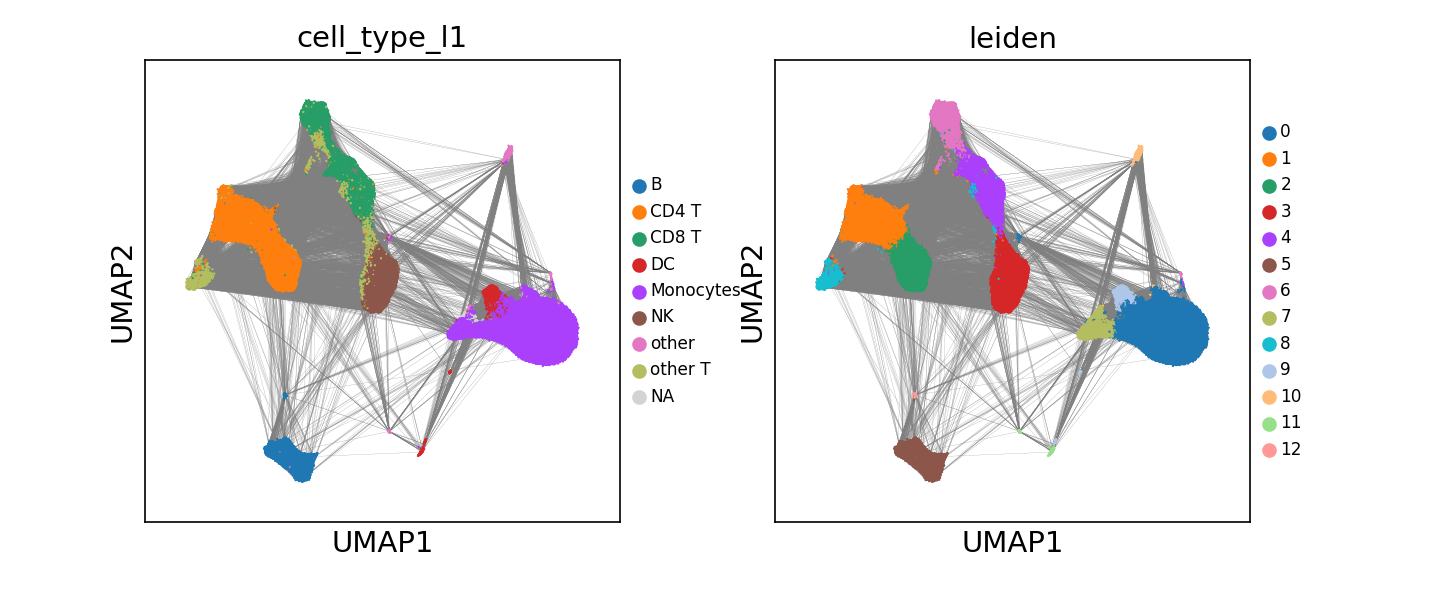 cell_type_l1
UMAP2
UMAP1
B
CD4 T
CD8 T
DC
Monocytes
NK
other
other T
NA
leiden
UMAP2
UMAP1
0
1
2
3
4
5
6
7
8
9
10
11
12